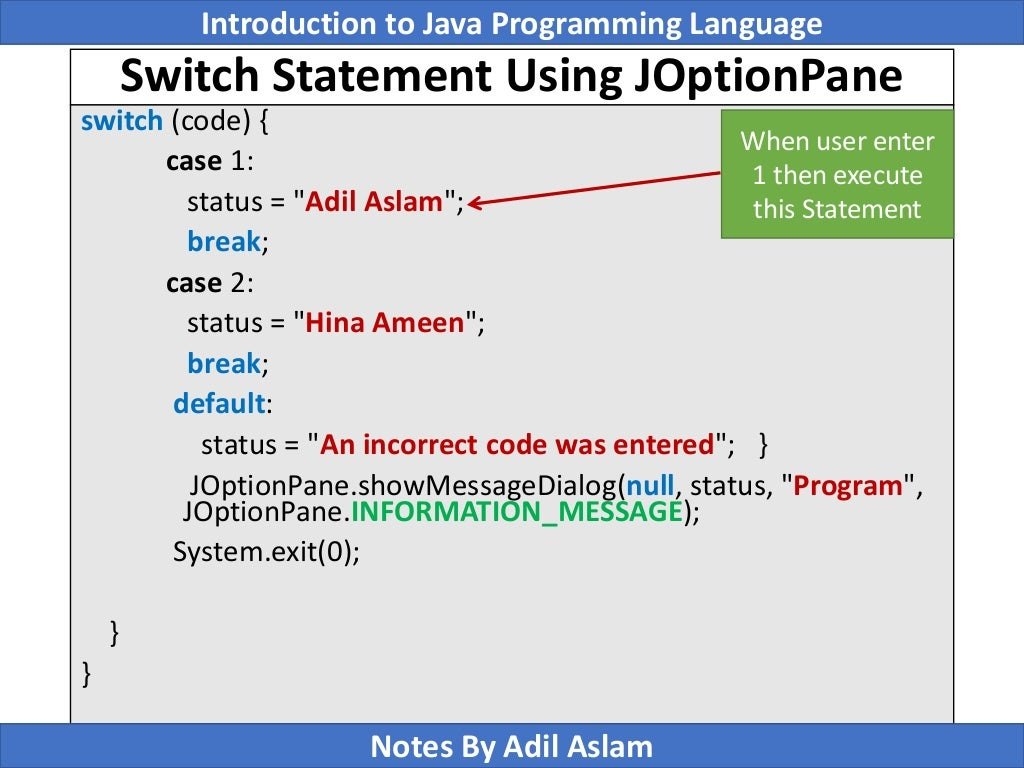 Introduction to Java Programming Language
Switch Statement Using JOptionPane
switch (code) {
case 1:
status = "Adil Aslam";
break;
case 2:
status = "Hina Ameen";
break;
default:
status = "An incorrect code was entered"; }
JOptionPane.showMessageDialog(null, status, "Program",
JOptionPane.INFORMATION_MESSAGE);
System.exit(0);
}
}
When user enter
1 then execute
this Statement
Notes By Adil Aslam